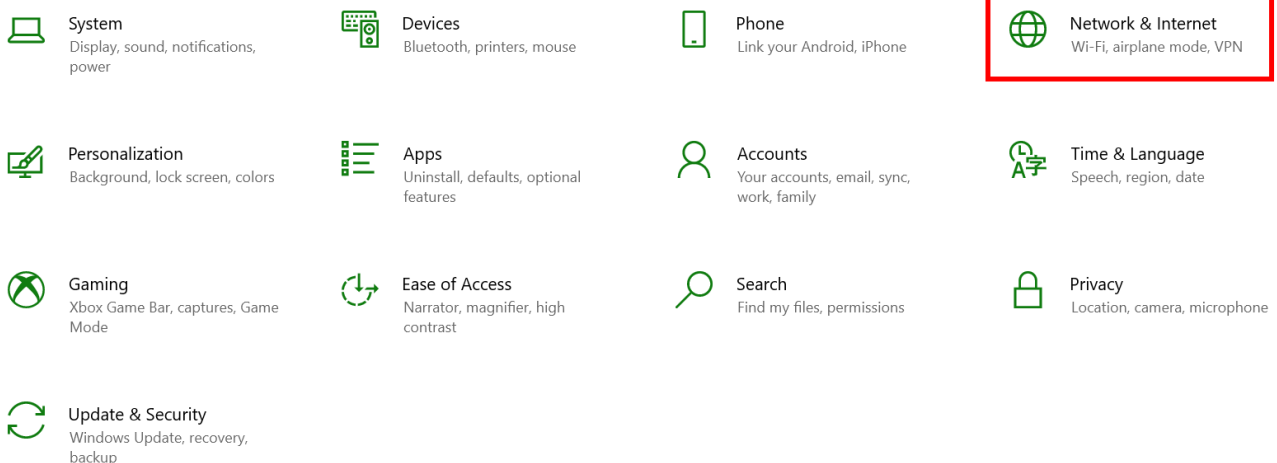 System
Display, sound, notifications,
power
Devices
Bluetooth, printers, mouse
Phone
Link your Android, iPhone
Network & Internet
Wi-Fi, airplane mode, VPN
Personalization
Background, lock screen, colors
Apps
Uninstall, defaults, optional
features
Accounts
Your accounts, email, sync,
work, family
Time & Language
Speech, region, date
Gaming
Xbox Game Bar, captures, Game
Mode
Ease of Access
Narrator, magnifier, high
contrast
Search
Find my files, permissions
Privacy
Location, camera, microphone
Update & Security
Windows Update, recovery,
backup